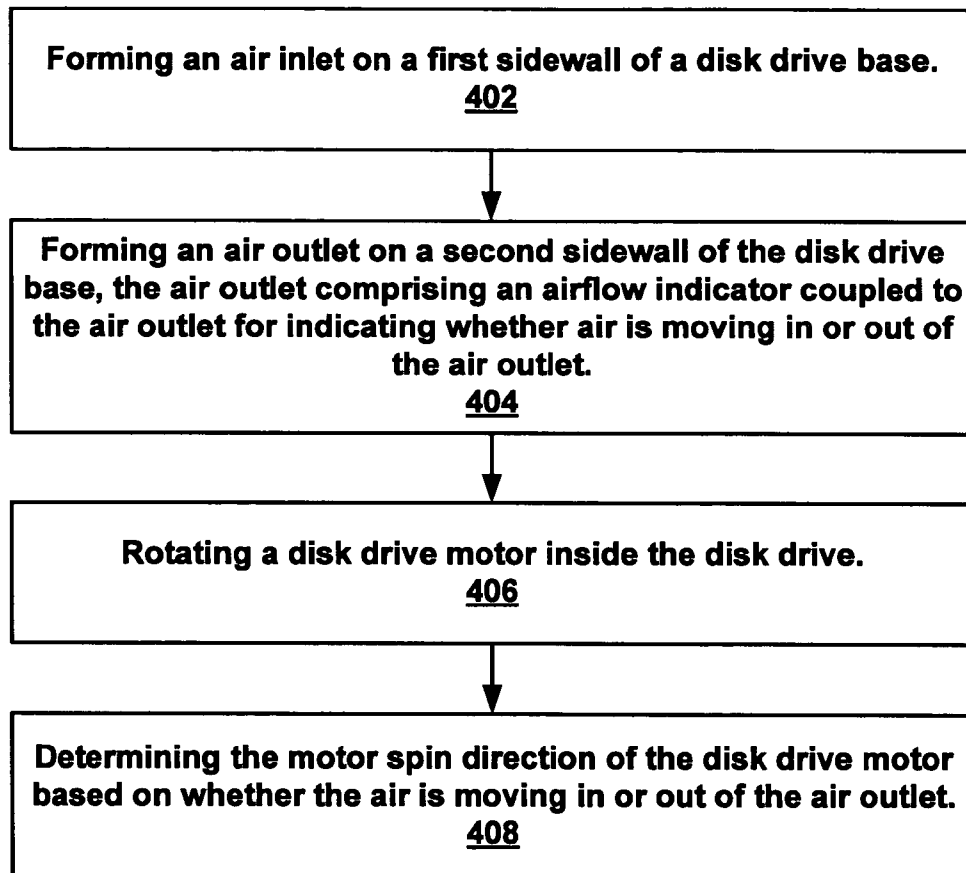 Forming an air inlet on a first sidewall of a disk drive base.
402
Forming an air outlet on a second sidewall of the disk drive
base, the air outlet comprising an airflow indicator coupled to
the air outlet for indicating whether air is moving in or out of
the air outlet.
404
Rotating a disk drive motor inside the disk drive.
406
Determining the motor spin direction of the disk drive motor
based on whether the air is moving in or out of the air outlet.
408